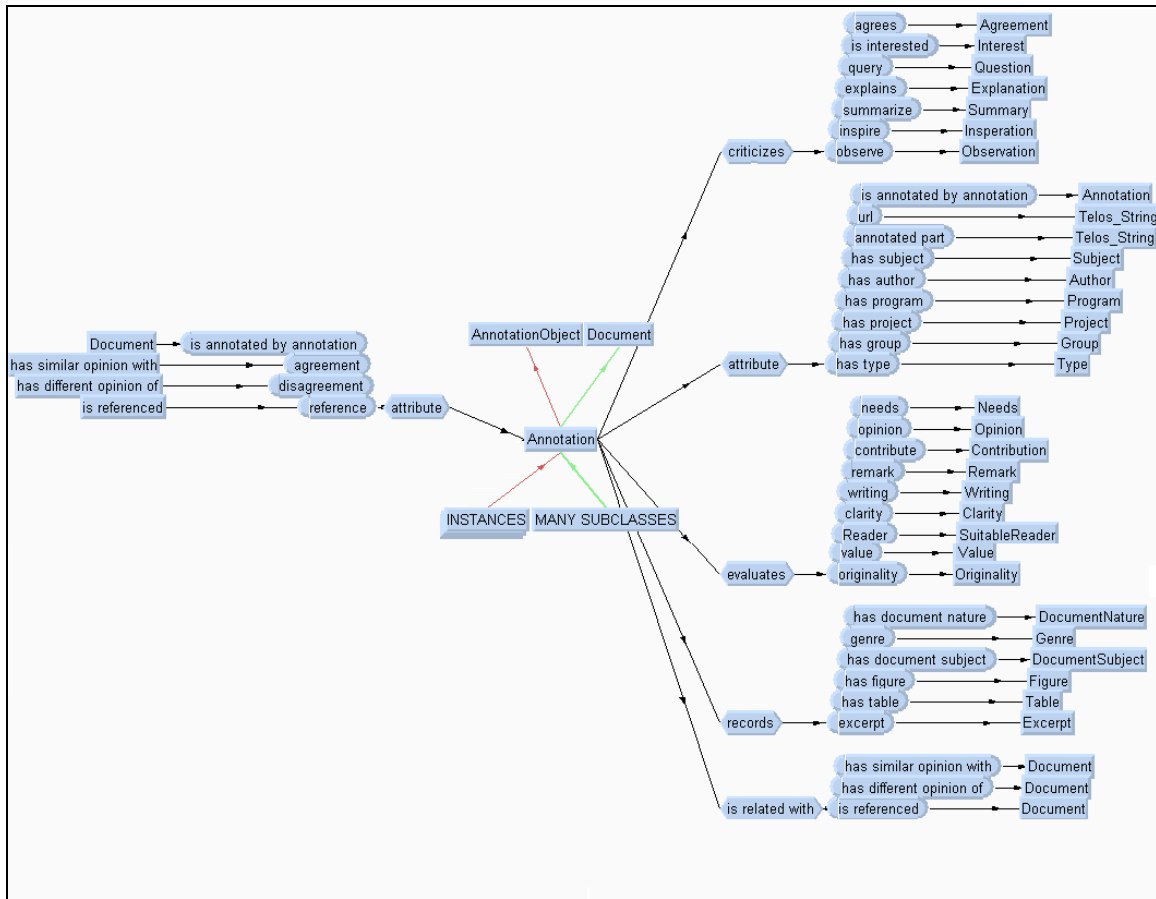 agrees Agreement
is interested Interest
query Question
explains Explanation
summarize Summary
inspire Insperation
criticizes observe Observation
is annotated by annotation Annotation
url Telos_String
annotated part Telos_String
has subject Subject
has author Author
has program Program
has project Project
has group Group
attribute has type Type
AnnotationObject Document
Document is annotated by annotation
has similar opinion with agreement
has different opinion of disagreement
is referenced reference attribute
Annotation
INSTANCES MANY SUBCLASSES
needs Needs
opinion Opinion
contribute Contribution
remark Remark
writing Writing
clarity Clarity
Reader SuitableReader
value Value
evaluates originality Originality
has document nature DocumentNature
genre Genre
has document subject DocumentSubject
has figure Figure
has table Table
records excerpt Excerpt
has similar opinion with Document
has different opinion of Document
is related with is referenced Document